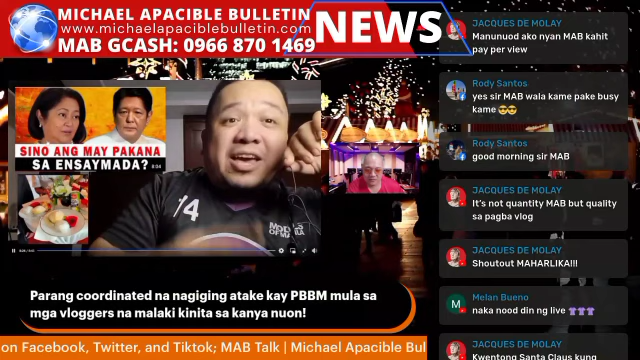 MICHAEL APACIBLE BULLETIN
www.michaelapaciblebulletin.com
MAB GCASH: 0966 870 1469
NEWS
SINO ANG MAY PAKANA
SA ENSAYMADA?
14
Parang coordinated na nagiging atake kay PBBM mula sa
mga vloggers na malaki kinita sa kanya nuon!
on Facebook, Twitter, and Tiktok; MAB Talk | Michael Apacible Bul
JACQUES DE MOLAY
Manunuod ako nyan MAB kahit
pay per view
Rody Santos
yes sir MAB wala kame pake busy
kame 😎😎
Rody Santos
good morning sir MAB
JACQUES DE MOLAY
It's not quantity MAB but quality
sa pagba vlog
JACQUES DE MOLAY
Shoutout MAHARLIKA!!!
M
Melan Bueno
naka nood din ng live 👚👚👚
JACQUES DE MOLAY
Kwentong Santa Claus kung